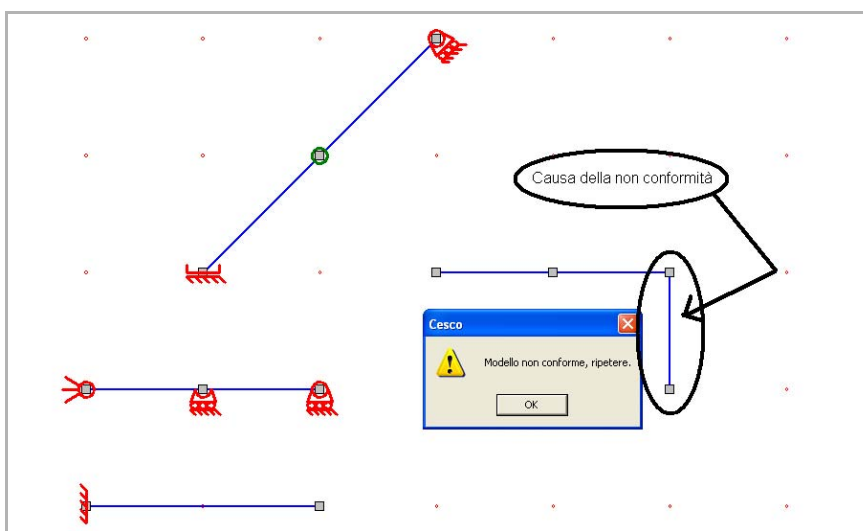 Causa della non conformità
Cesco
Modello non conforme, ripetere.
OK